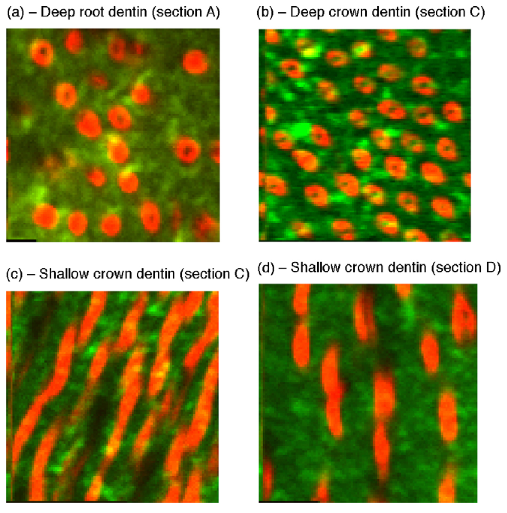 (a) – Deep root dentin (section A)
(b) – Deep crown dentin (section C)
(c) – Shallow crown dentin (section C)
(d) – Shallow crown dentin (section D)